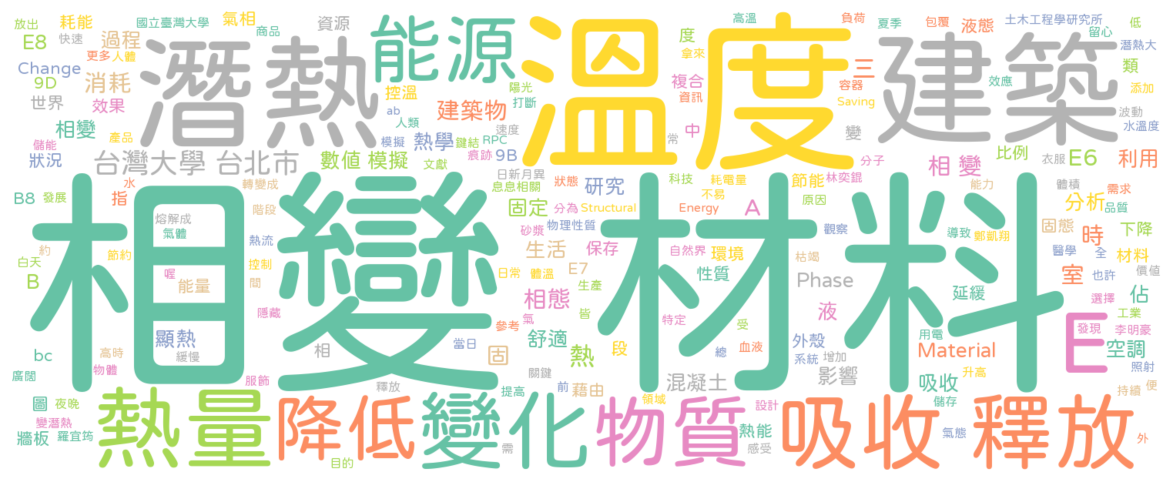 放出 耗能 國立臺灣大學 氣相 資源 能源 溫度 高溫 負荷 夏季 包覆 液態 土木工程學研究所 低
E8 快速 過程 商品 度 三 建築 類 留心
更多 人體 潛熱 陽光 拿來 複合 容器 效應 潛熱大
Change 9D 消耗 控溫 打斷 資訊 Saving 添加
世界 效果 ab 建築物 波動
相變 產品 人類 熱學 鍵結 速度 RPC 中 常 變 水溫度
儲能 狀況 台灣大學 台北市 數值 模擬 模擬 文獻 痕跡 9B 分子 相 變 比例 衣服 E6 利用
水 轉變成 日新月異 狀態 科技 耗電量 節能 林奕錕 能力 體積 需求
B8 發展 指 階段 息息相關 研究 不易 原因 分析 品質
熔解成 固定 分為 Structural Energy A 固態 下降
氣體 相變 材料 砂漿 物理性質 觀察 導致 鄭凱翔 時
白天 約 節約 熱流 生活 保存 自然界 環境 枯竭 醫學 全 材料
B 喔 控制 間 日常 體溫 E7 性質 Phase 室 也許 價值
能量 隱藏 相態 生產 延緩 選擇 佔
顯熱 參考 氣 皆 特定 受 液 用電 E 發現 工業 李明豪
bc 高時 緩慢 相 當日 固 舒適 熱 段 總 血液 外殼 系統 增加 Material 空調
廣闊 物體 服飾 釋放 關鍵 前 藉由 領域 混凝土 影響 吸收 升高 照射
圖 夜晚 熱量 降低 提高 變化 物質 設計 儲存 吸收 釋放 持續 便
牆板 變潛熱 羅宜筠 熱能 氣態 外
目的 需 感受